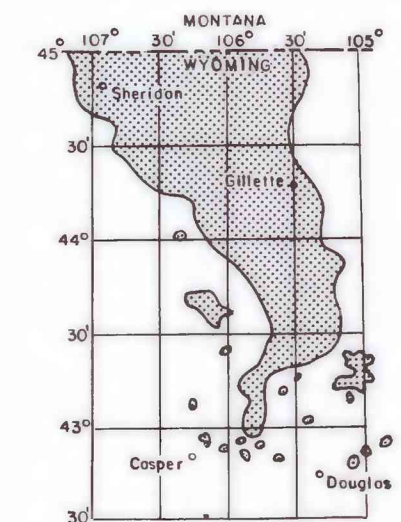 MONTANA
107° 30' 106° 30' 105°
45°
WYOMING
Sheridan
30'
Gillette
44°
30'
43°
Casper
Douglas
30'